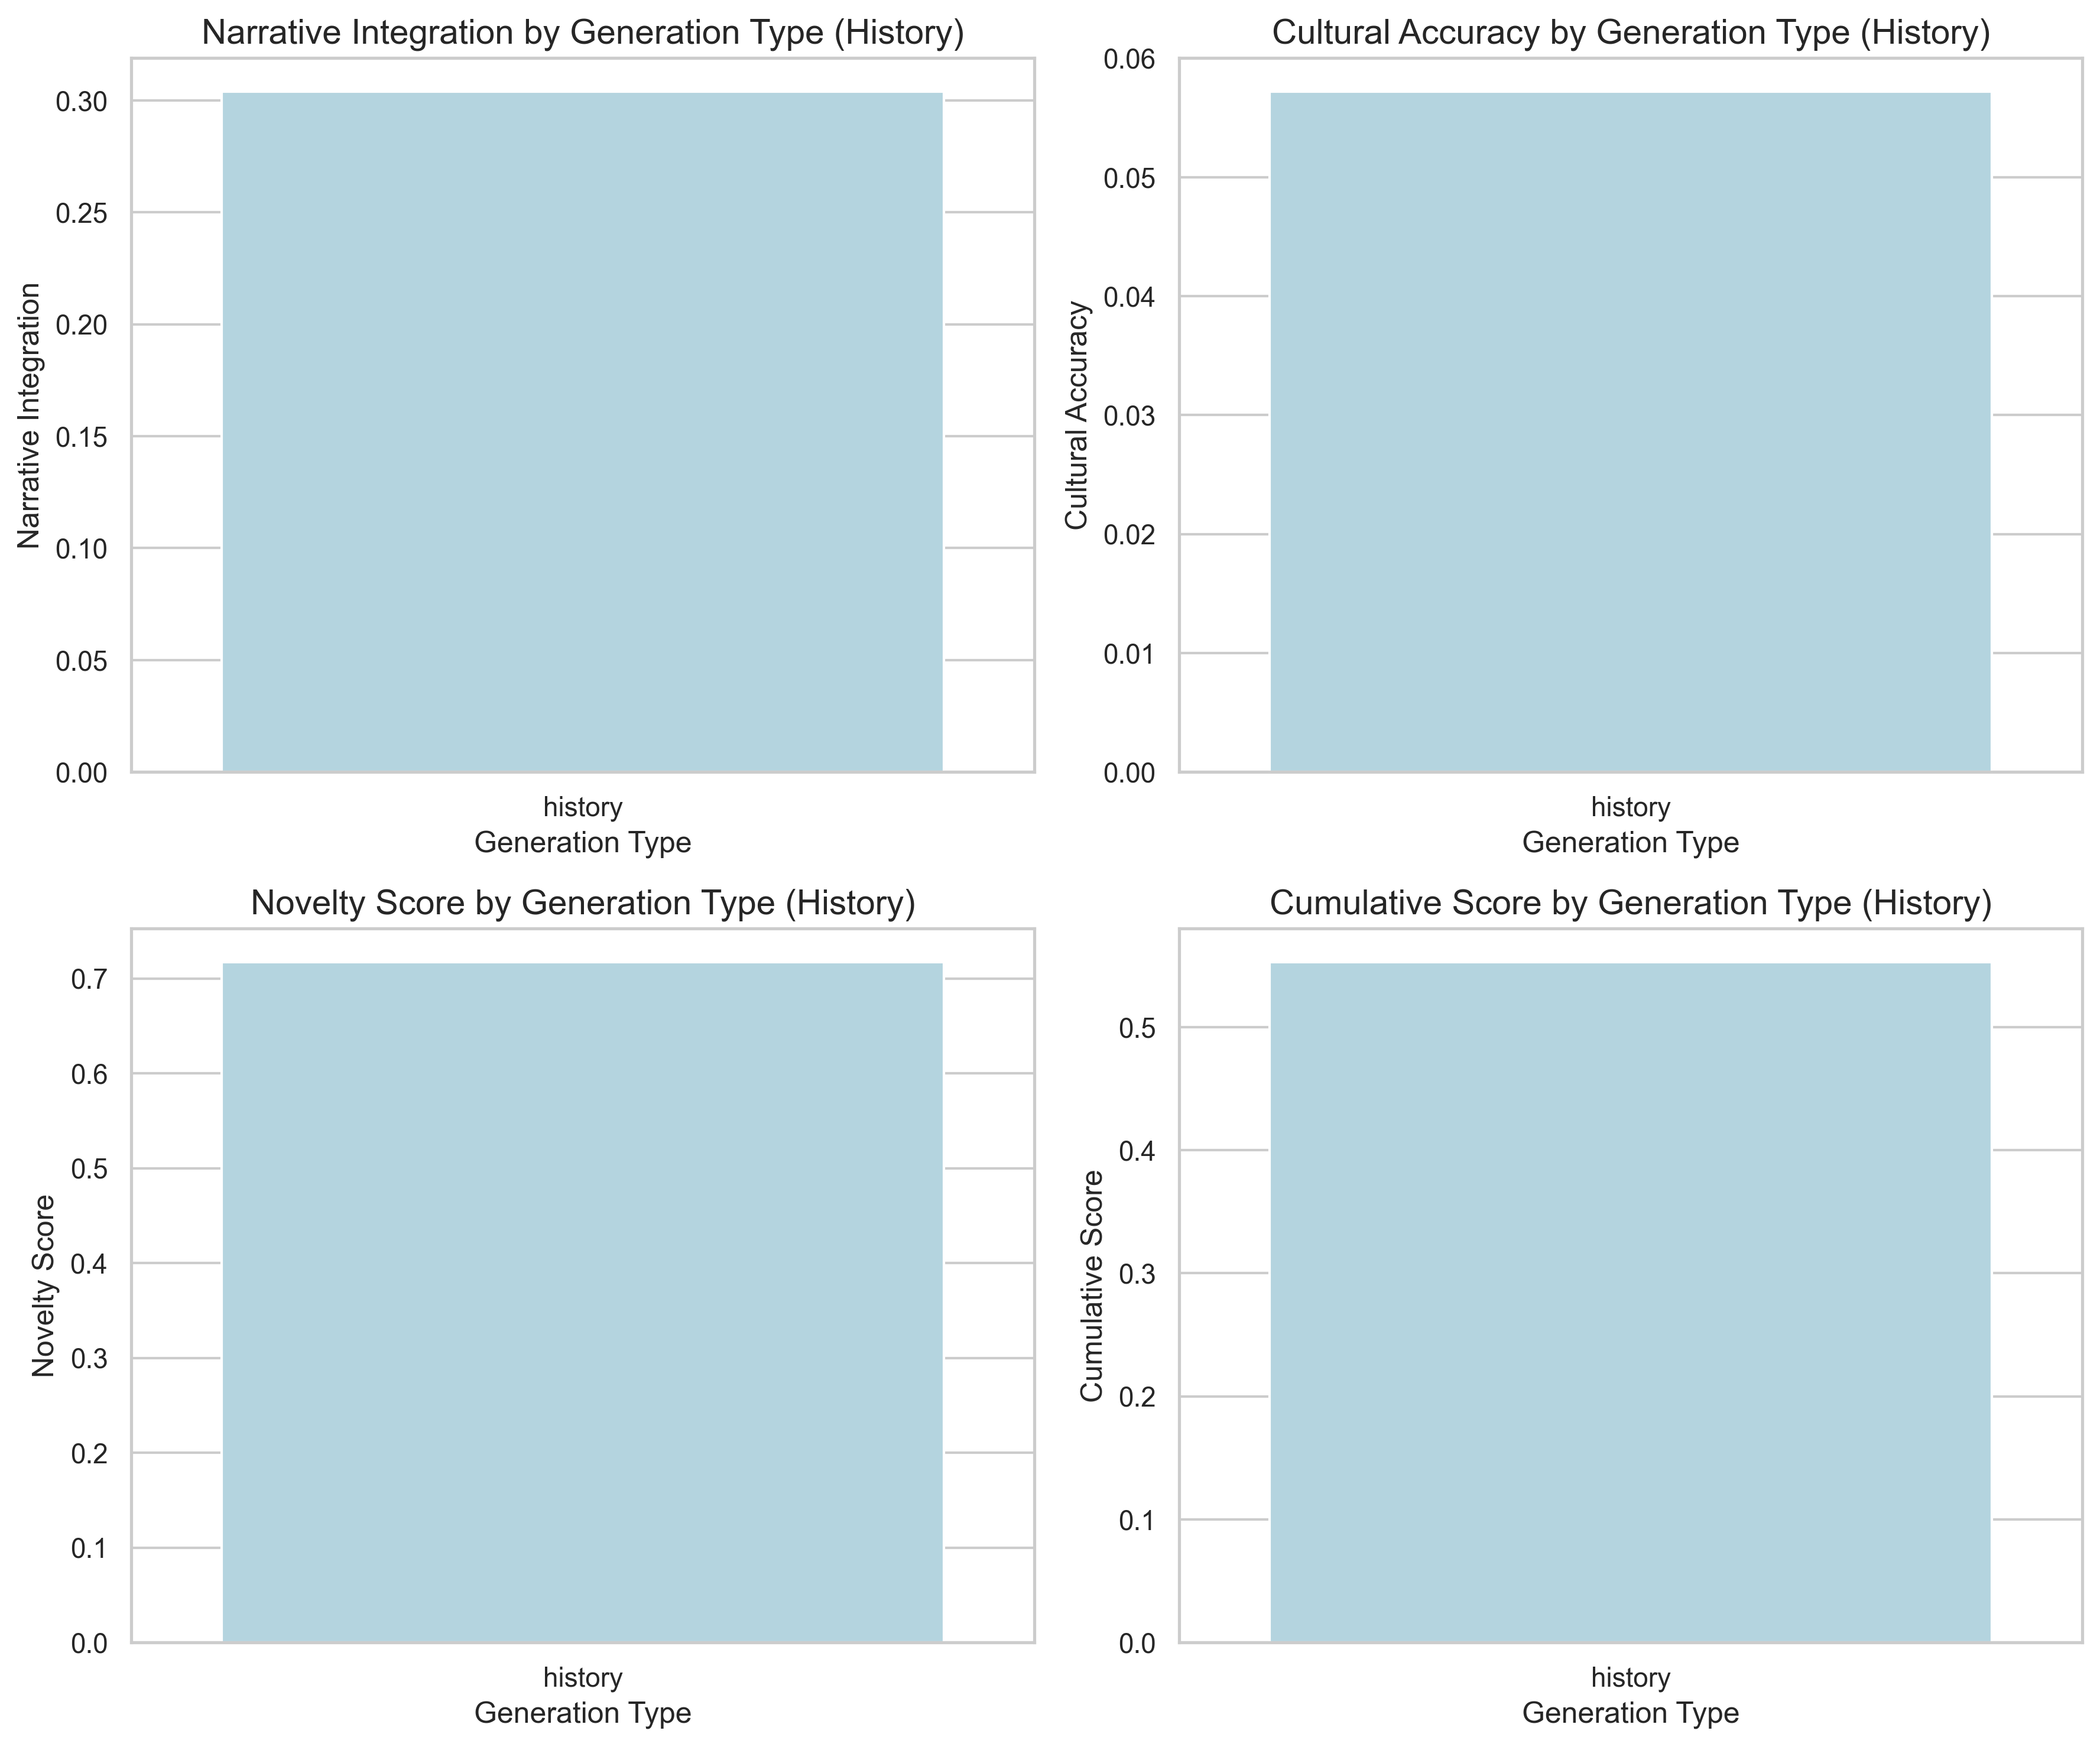 Narrative Integration by Generation Type (History)
0.30
0.25
0.20
0.15
0.10
0.05
0.00
Narrative Integration
history
Generation Type
Cultural Accuracy by Generation Type (History)
0.06
0.05
0.04
0.03
0.02
0.01
0.00
Cultural Accuracy
history
Generation Type
Novelty Score by Generation Type (History)
0.7
0.6
0.5
0.4
0.3
0.2
0.1
0.0
Novelty Score
history
Generation Type
Cumulative Score by Generation Type (History)
0.5
0.4
0.3
0.2
0.1
0.0
Cumulative Score
history
Generation Type